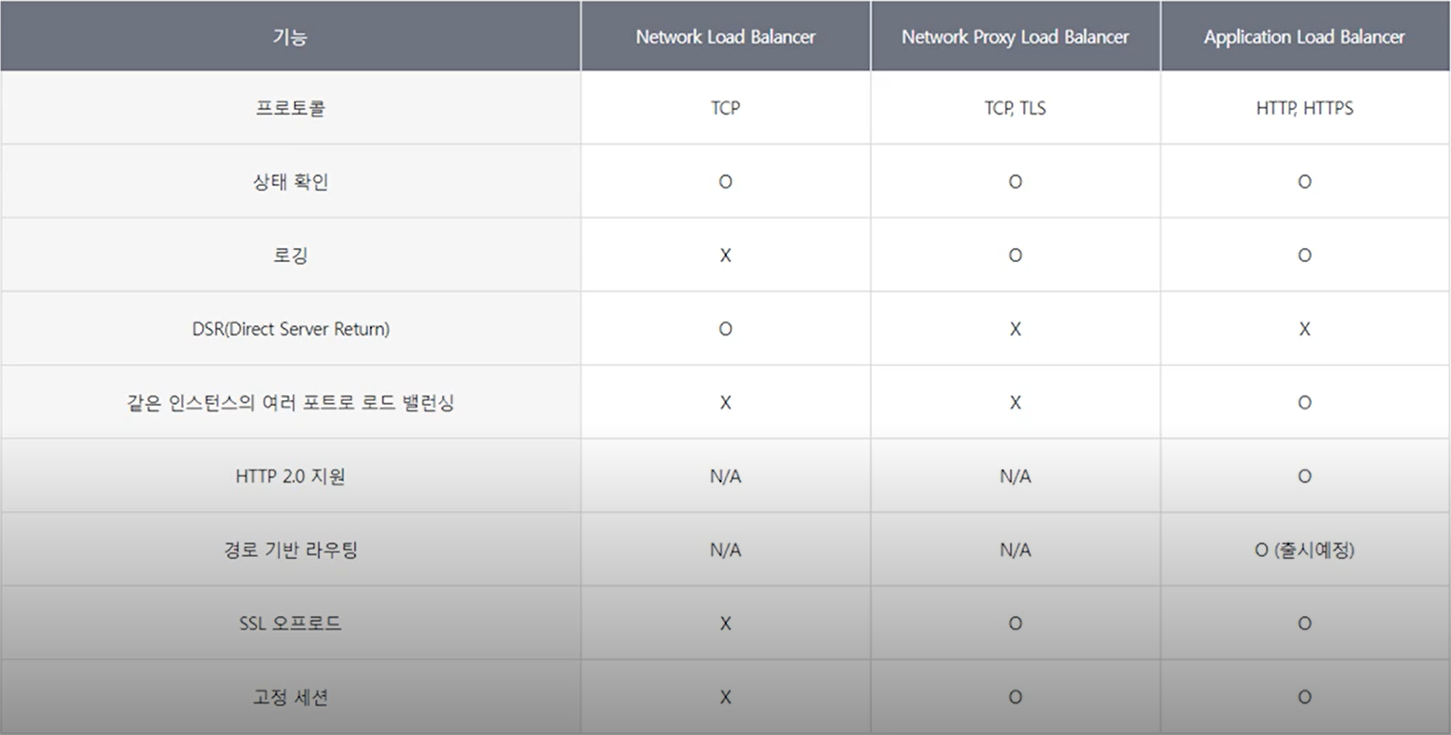 기능 Network Load Balancer Network Proxy Load Balancer Application Load Balancer
프로토콜 TCP TCP, TLS HTTP, HTTPS
상태 확인 O O O
로깅 X O O
DSR(Direct Server Return) O X X
같은 인스턴스의 여러 포트로 로드 밸런싱 X X O
HTTP 2.0 지원 N/A N/A O
경로 기반 라우팅 N/A N/A O (출시예정)
SSL 오프로드 X O O
고정 세션 X O O